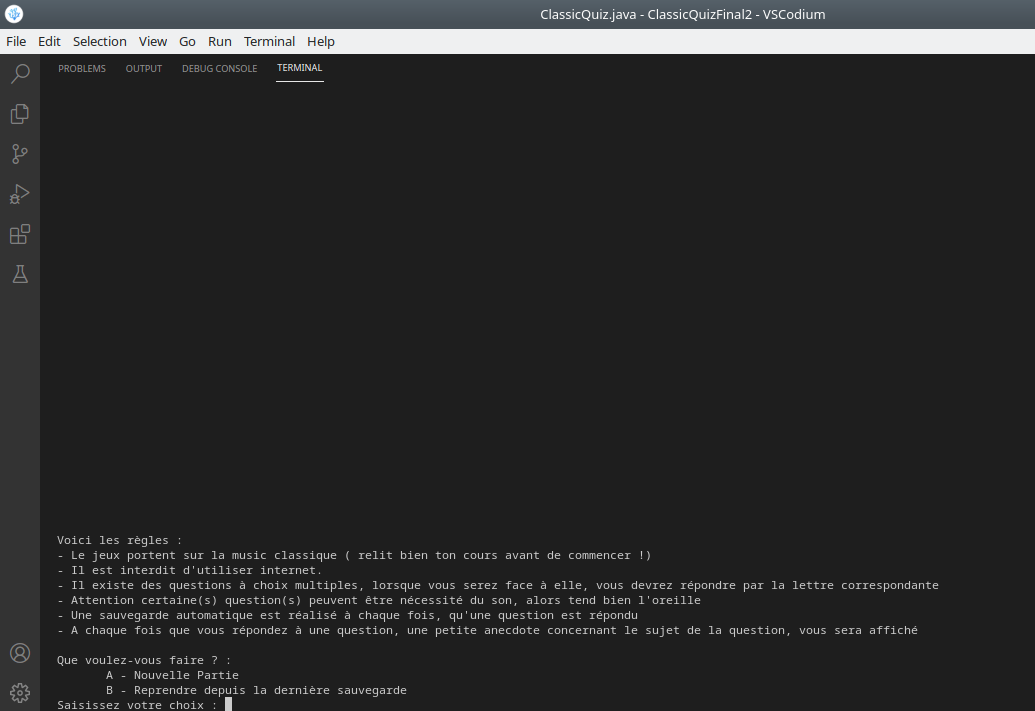 ClassicQuiz.java - ClassicQuizFinal2 - VSCodium
File Edit Selection View Go Run Terminal Help
PROBLEMS OUTPUT DEBUG CONSOLE TERMINAL
Voici les règles :
- Le jeux portent sur la music classique ( relit bien ton cours avant de commencer !)
- Il est interdit d'utiliser internet.
- Il existe des questions à choix multiples, lorsque vous serez face à elle, vous devrez répondre par la lettre correspondante
- Attention certaine(s) question(s) peuvent être nécessité du son, alors tend bien l'oreille
- Une sauvegarde automatique est réalisé à chaque fois, qu'une question est répondu
- A chaque fois que vous répondez à une question, une petite anecdote concernant le sujet de la question, vous sera affiché
Que voulez-vous faire ? :
A - Nouvelle Partie
B - Reprendre depuis la dernière sauvegarde
Saisissez votre choix :